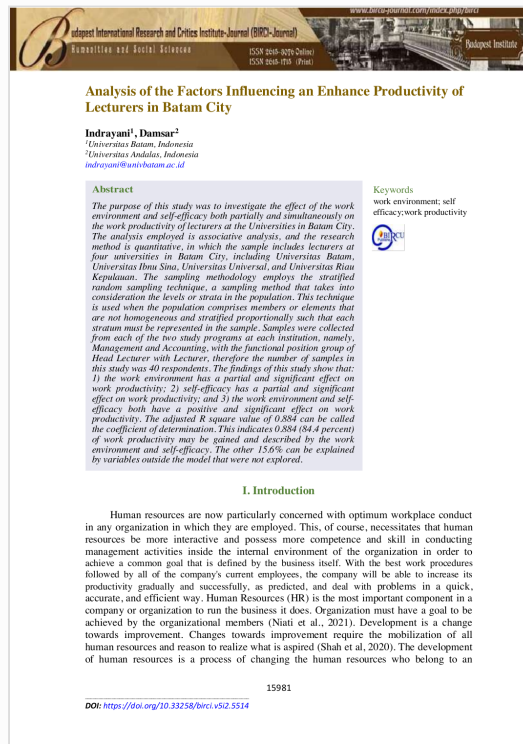 www.bircu-journal.com/index.php/birci
Budapest International Research and Critics Institute-Journal (BIRCI-Journal)
Humanities and Social Sciences
ISSN 2615-3076 Online)
ISSN 2615-1715 (Print)
Budapest Institute
Analysis of the Factors Influencing an Enhance Productivity of
Lecturers in Batam City
Indrayani¹, Damsar²
¹Universitas Batam, Indonesia
²Universitas Andalas, Indonesia
indrayani@univbatam.ac.id
Abstract
The purpose of this study was to investigate the effect of the work
environment and self-efficacy both partially and simultaneously on
the work productivity of lecturers at the Universities in Batam City.
The analysis employed is associative analysis, and the research
method is quantitative, in which the sample includes lecturers at
four universities in Batam City, including Universitas Batam,
Universitas Ibnu Sina, Universitas Universal, and Universitas Riau
Kepulauan. The sampling methodology employs the stratified
random sampling technique, a sampling method that takes into
consideration the levels or strata in the population. This technique
is used when the population comprises members or elements that
are not homogeneous and stratified proportionally such that each
stratum must be represented in the sample. Samples were collected
from each of the two study programs at each institution, namely,
Management and Accounting, with the functional position group of
Head Lecturer with Lecturer, therefore the number of samples in
this study was 40 respondents. The findings of this study show that:
1) the work environment has a partial and significant effect on
work productivity; 2) self-efficacy has a partial and significant
effect on work productivity; and 3) the work environment and self-
efficacy both have a positive and significant effect on work
productivity. The adjusted R square value of 0.884 can be called
the coefficient of determination. This indicates 0.884 (84.4 percent)
of work productivity may be gained and described by the work
environment and self-efficacy. The other 15.6% can be explained
by variables outside the model that were not explored.
Keywords
work environment; self
efficacy;work productivity
BIRCU
I. Introduction
Human resources are now particularly concerned with optimum workplace conduct
in any organization in which they are employed. This, of course, necessitates that human
resources be more interactive and possess more competence and skill in conducting
management activities inside the internal environment of the organization in order to
achieve a common goal that is defined by the business itself. With the best work procedures
followed by all of the company's current employees, the company will be able to increase its
productivity gradually and successfully, as predicted, and deal with problems in a quick,
accurate, and efficient way. Human Resources (HR) is the most important component in a
company or organization to run the business it does. Organization must have a goal to be
achieved by the organizational members (Niati et al., 2021). Development is a change
towards improvement. Changes towards improvement require the mobilization of all
human resources and reason to realize what is aspired (Shah et al, 2020). The development
of human resources is a process of changing the human resources who belong to an
15981
DOI: https://doi.org/10.33258/birci.v5i2.5514